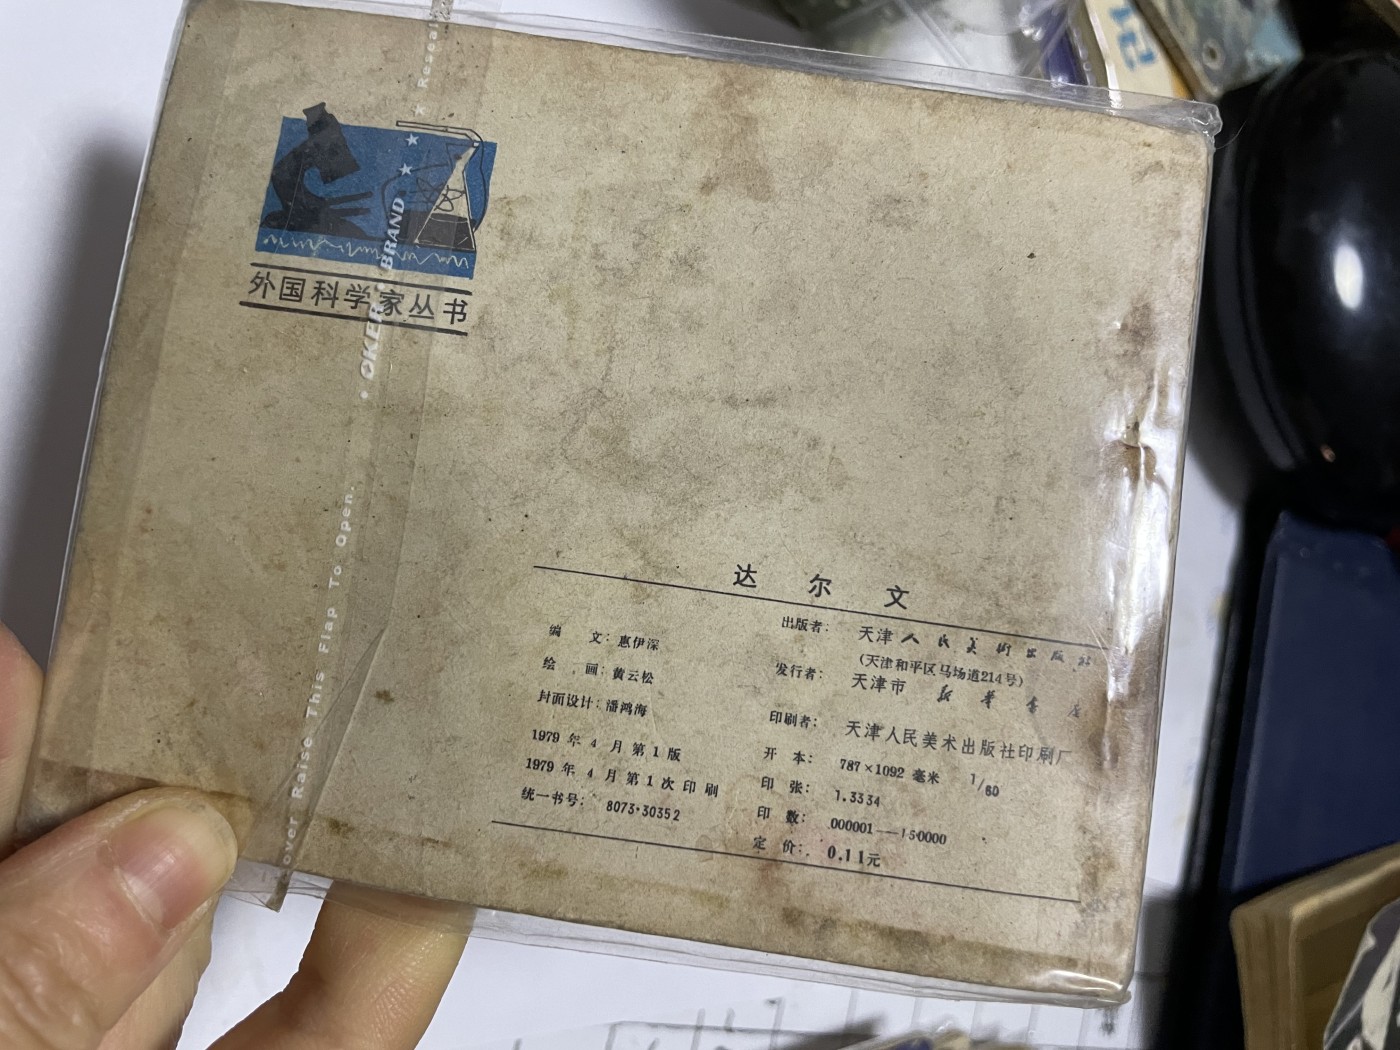 外国科学家丛书
OKER BRAND
Reseal
over Raise This Flap To Open.
达尔文
编 文：惠伊深
绘 画：黄云松
封面设计：潘鸿海
1979 年 4 月 第 1 版
1979 年 4 月 第 1 次 印 刷
统一书号： 8073·30352
出版者： 天津人民美術出版社
(天津和平区马场道214号)
发行者： 天津市 新华書店
印刷者： 天津人民美术出版社印刷厂
开 本： 787×1092 毫米 1/60
印 张： 1.3334
印 数： 000001——150000
定 价： 0.11元